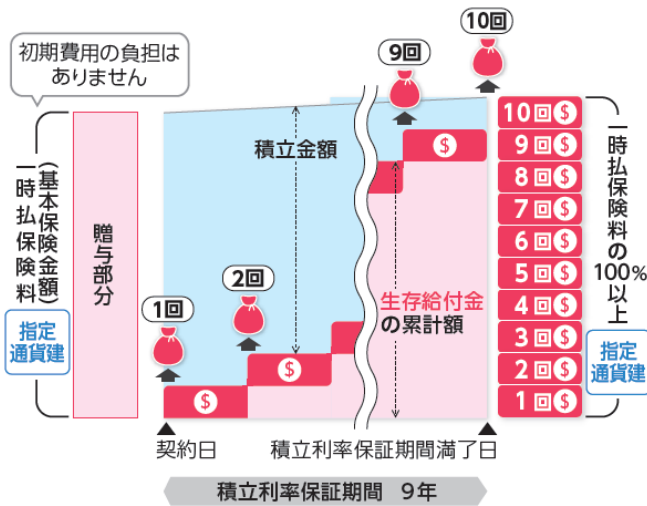 初期費用の負担は
ありません
1回
2回
9回
10回
一時払保険料
(基本保険金額)
指定
通貨建
贈与部分
積立金額
生存給付金
の累計額
$
$
$
10回$
9回$
8回$
7回$
6回$
5回$
4回$
3回$
2回$
1回$
一時払保険料の
100%以上
指定
通貨建
契約日
積立利率保証期間満了日
積立利率保証期間 9年